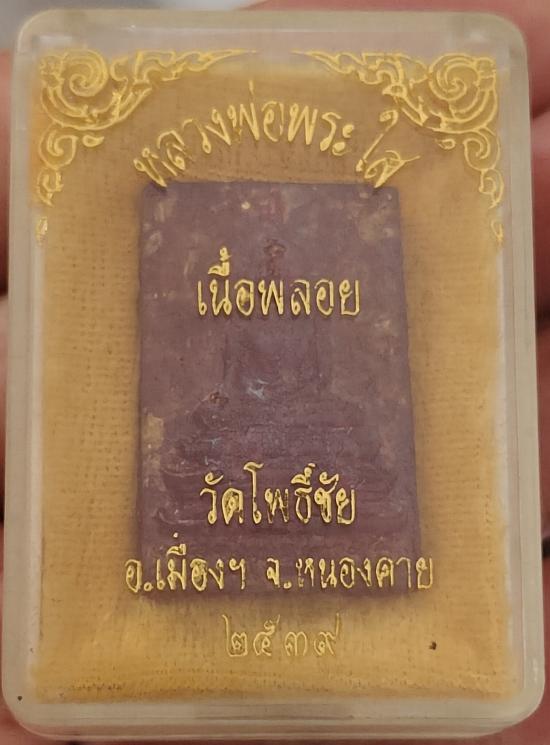 หลวงพ่อพระใส
เนื้อพลอย
วัดโพธิ์ชัย
อ.เมืองฯ จ.หนองคาย
๒๕๓๙